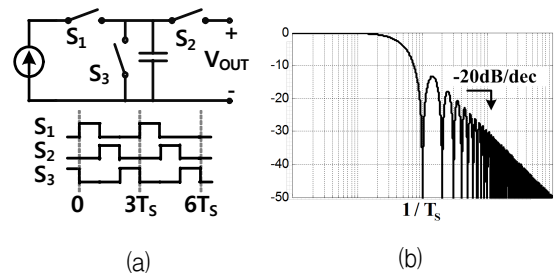 S1
S2
S3
VOUT
+
-
S1
S2
S3
0
3TS
6TS
(a)
0
-10
-20
-30
-40
-50
-20dB/dec
1 / TS
(b)